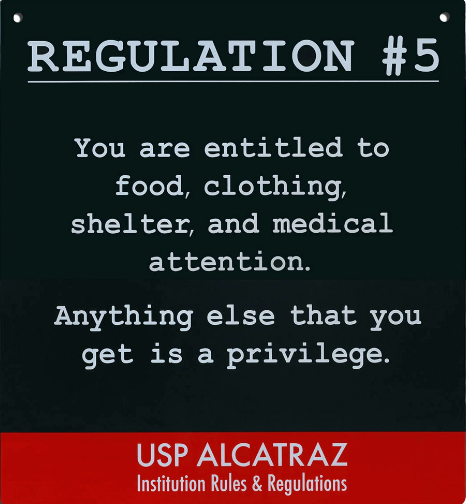 REGULATION #5
You are entitled to
food, clothing,
shelter, and medical
attention.
Anything else that you
get is a privilege.
USP ALCATRAZ
Institution Rules & Regulations